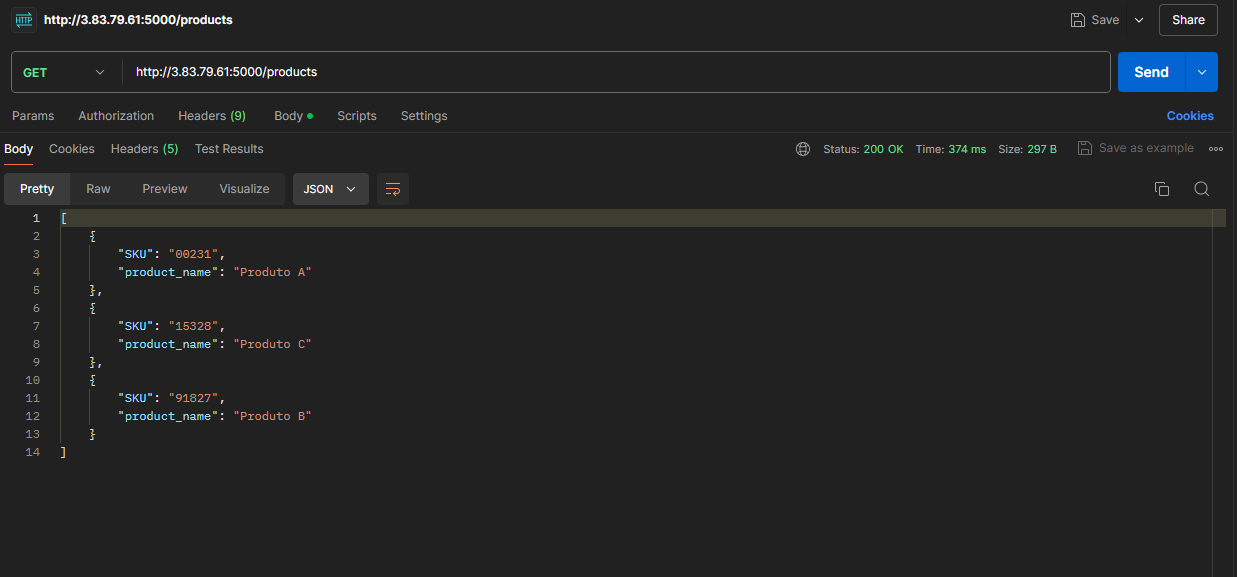 HTTP http://3.83.79.61:5000/products Save Share
GET http://3.83.79.61:5000/products Send
Params Authorization Headers (9) Body Scripts Settings Cookies
Body Cookies Headers (5) Test Results Status: 200 OK Time: 374 ms Size: 297 B Save as example
Pretty Raw Preview Visualize JSON
1 [
2 {
3 "SKU": "00231",
4 "product_name": "Produto A"
5 },
6 {
7 "SKU": "15328",
8 "product_name": "Produto C"
9 },
10 {
11 "SKU": "91827",
12 "product_name": "Produto B"
13 }
14 ]